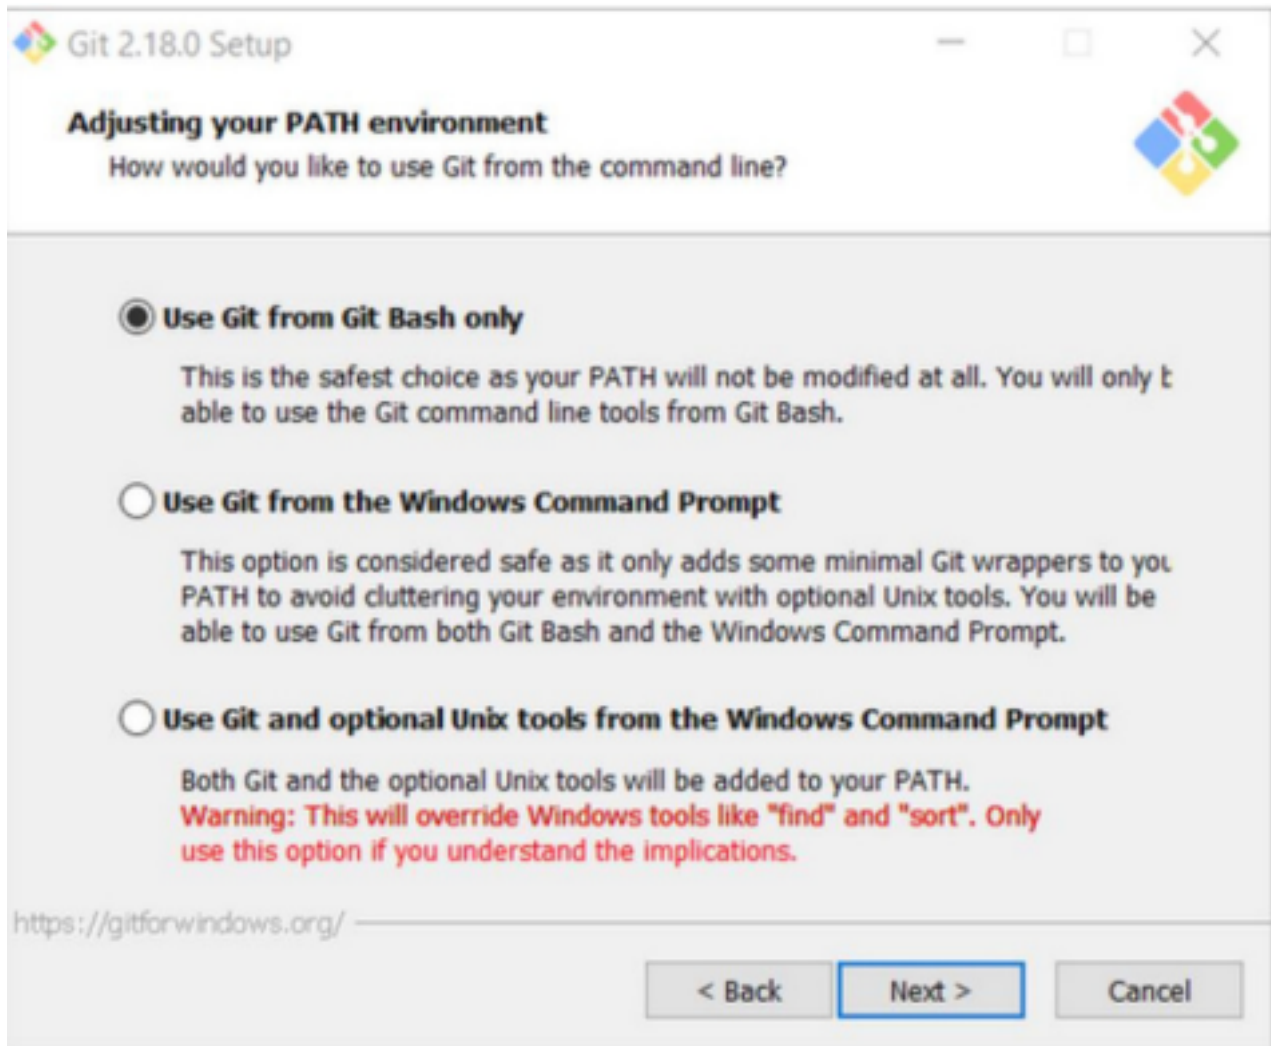 Git 2.18.0 Setup
Adjusting your PATH environment
How would you like to use Git from the command line?
Use Git from Git Bash only
This is the safest choice as your PATH will not be modified at all. You will only
able to use the Git command line tools from Git Bash.
Use Git from the Windows Command Prompt
This option is considered safe as it only adds some minimal Git wrappers to you
PATH to avoid cluttering your environment with optional Unix tools. You will be
able to use Git from both Git Bash and the Windows Command Prompt.
Use Git and optional Unix tools from the Windows Command Prompt
Both Git and the optional Unix tools will be added to your PATH.
Warning: This will override Windows tools like "find" and "sort". Only
use this option if you understand the implications.
https://gitforwindows.org/
< Back
Next >
Cancel